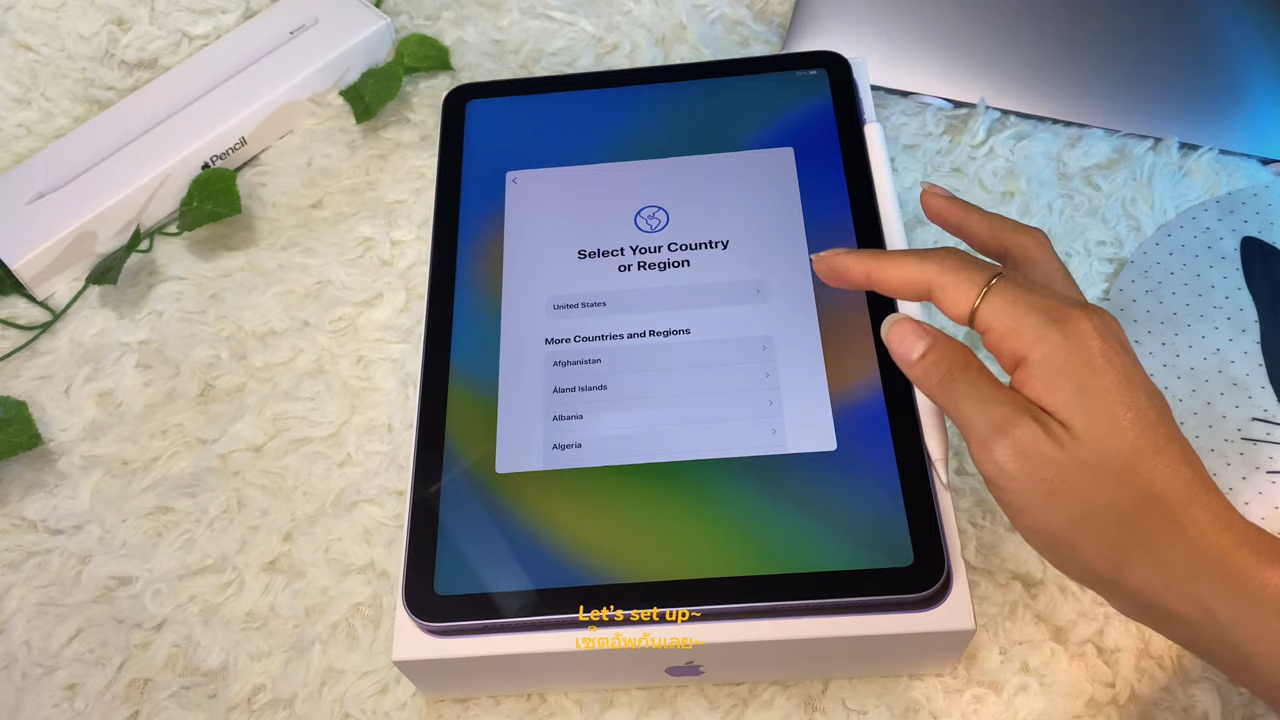 Pencil
Select Your Country
or Region
United States
More Countries and Regions
Afghanistan
Åland Islands
Albania
Algeria
Let's set up~
เซ็ตอัพกันเลย~